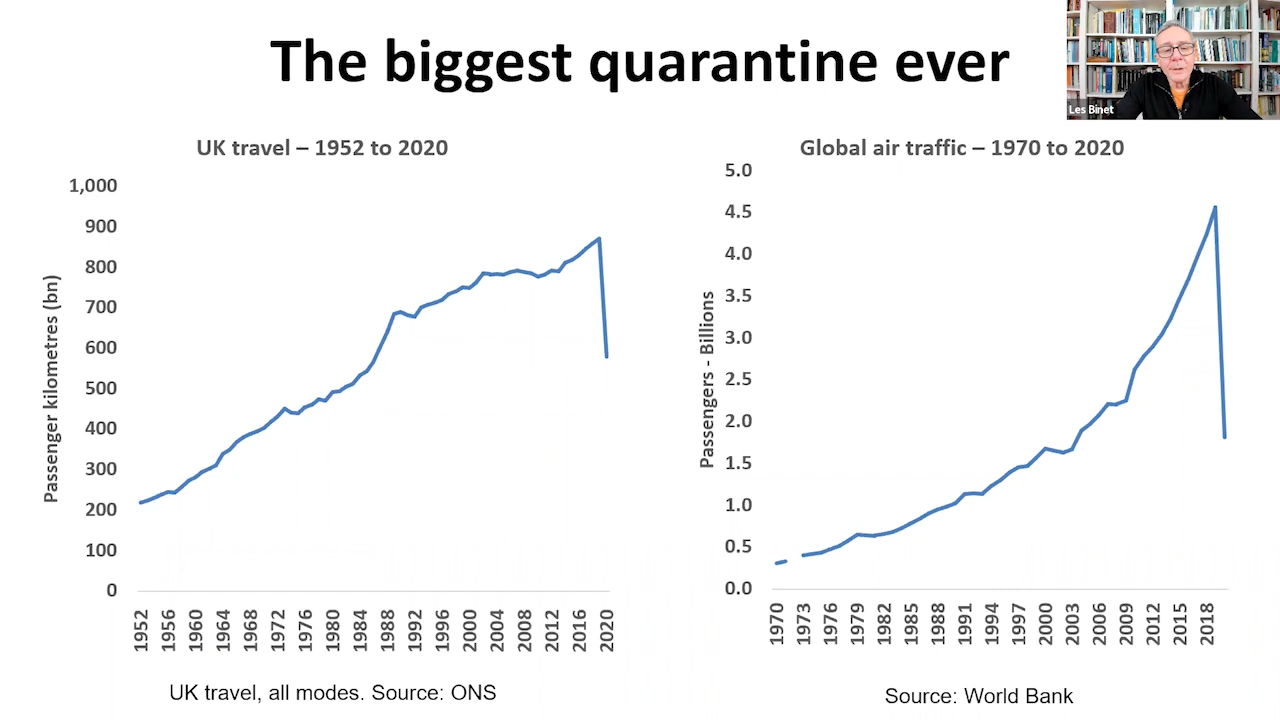 The biggest quarantine ever
Les Binet
UK travel – 1952 to 2020
Passenger kilometres (bn)
1,000
900
800
700
600
500
400
300
200
100
0
1952 1956 1960 1964 1968 1972 1976 1980 1984 1988 1992 1996 2000 2004 2008 2012 2016 2020
UK travel, all modes. Source: ONS
Global air traffic – 1970 to 2020
Passengers - Billions
5.0
4.5
4.0
3.5
3.0
2.5
2.0
1.5
1.0
0.5
0.0
1970 1973 1976 1979 1982 1985 1988 1991 1994 1997 2000 2003 2006 2009 2012 2015 2018
Source: World Bank